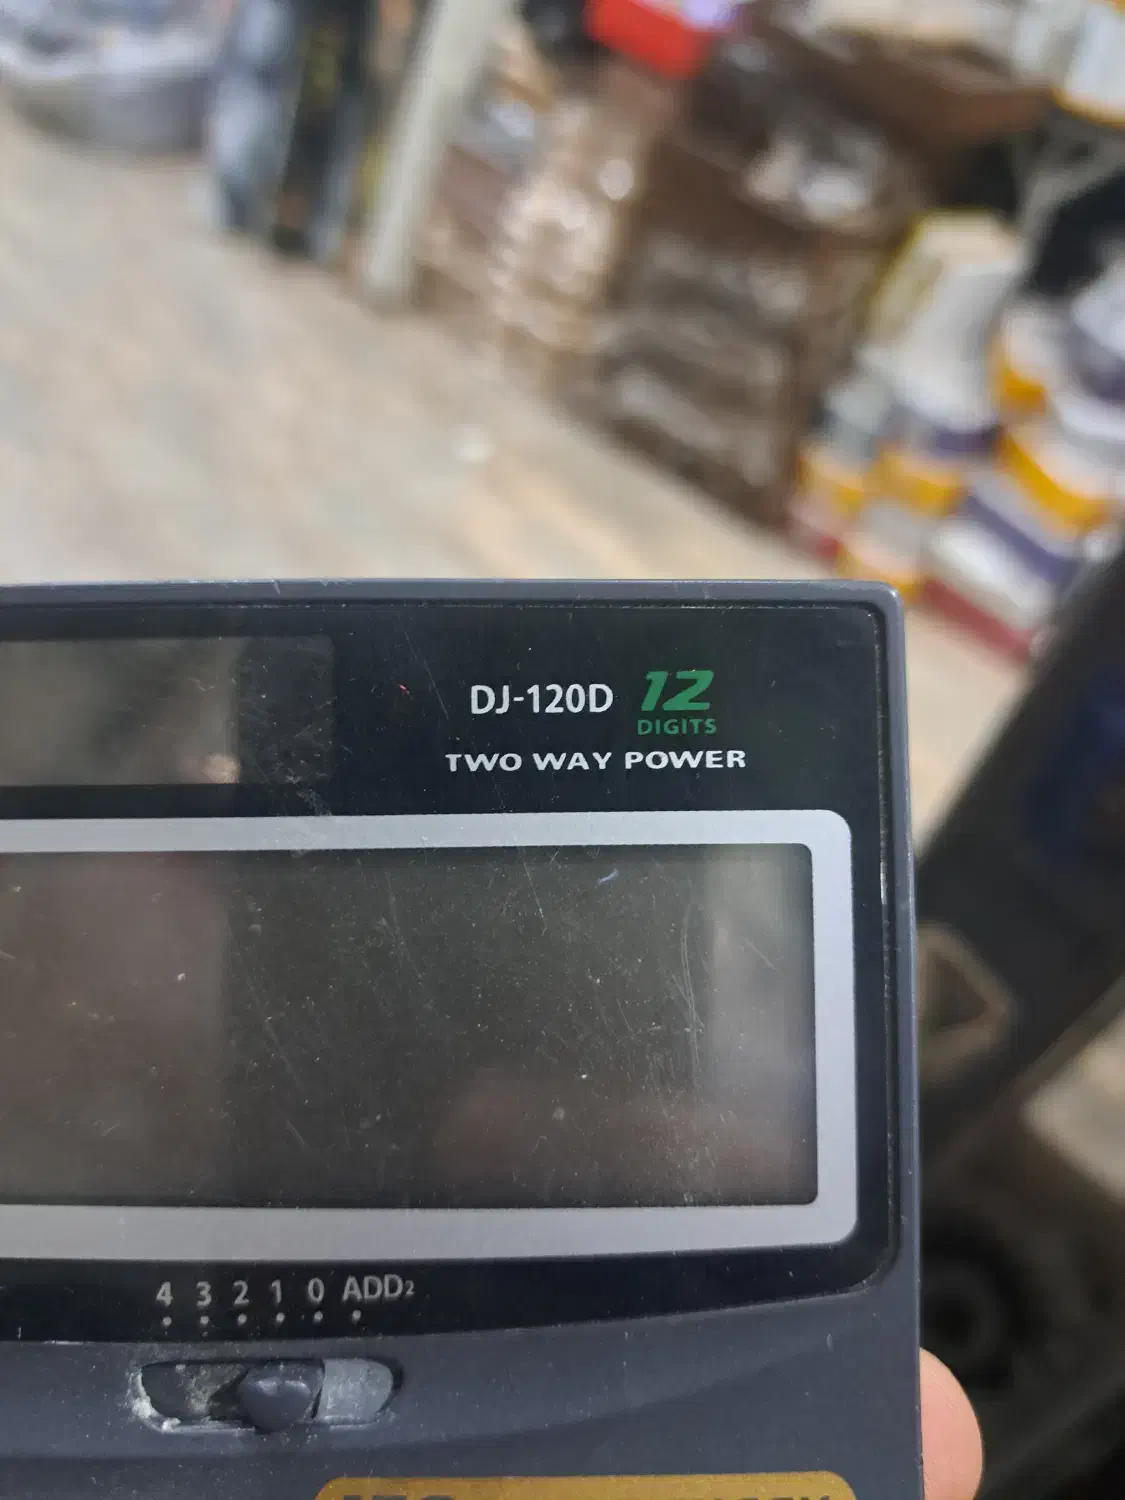 DJ-120D 12
DIGITS
TWO WAY POWER
4 3 2 1 0 ADD2